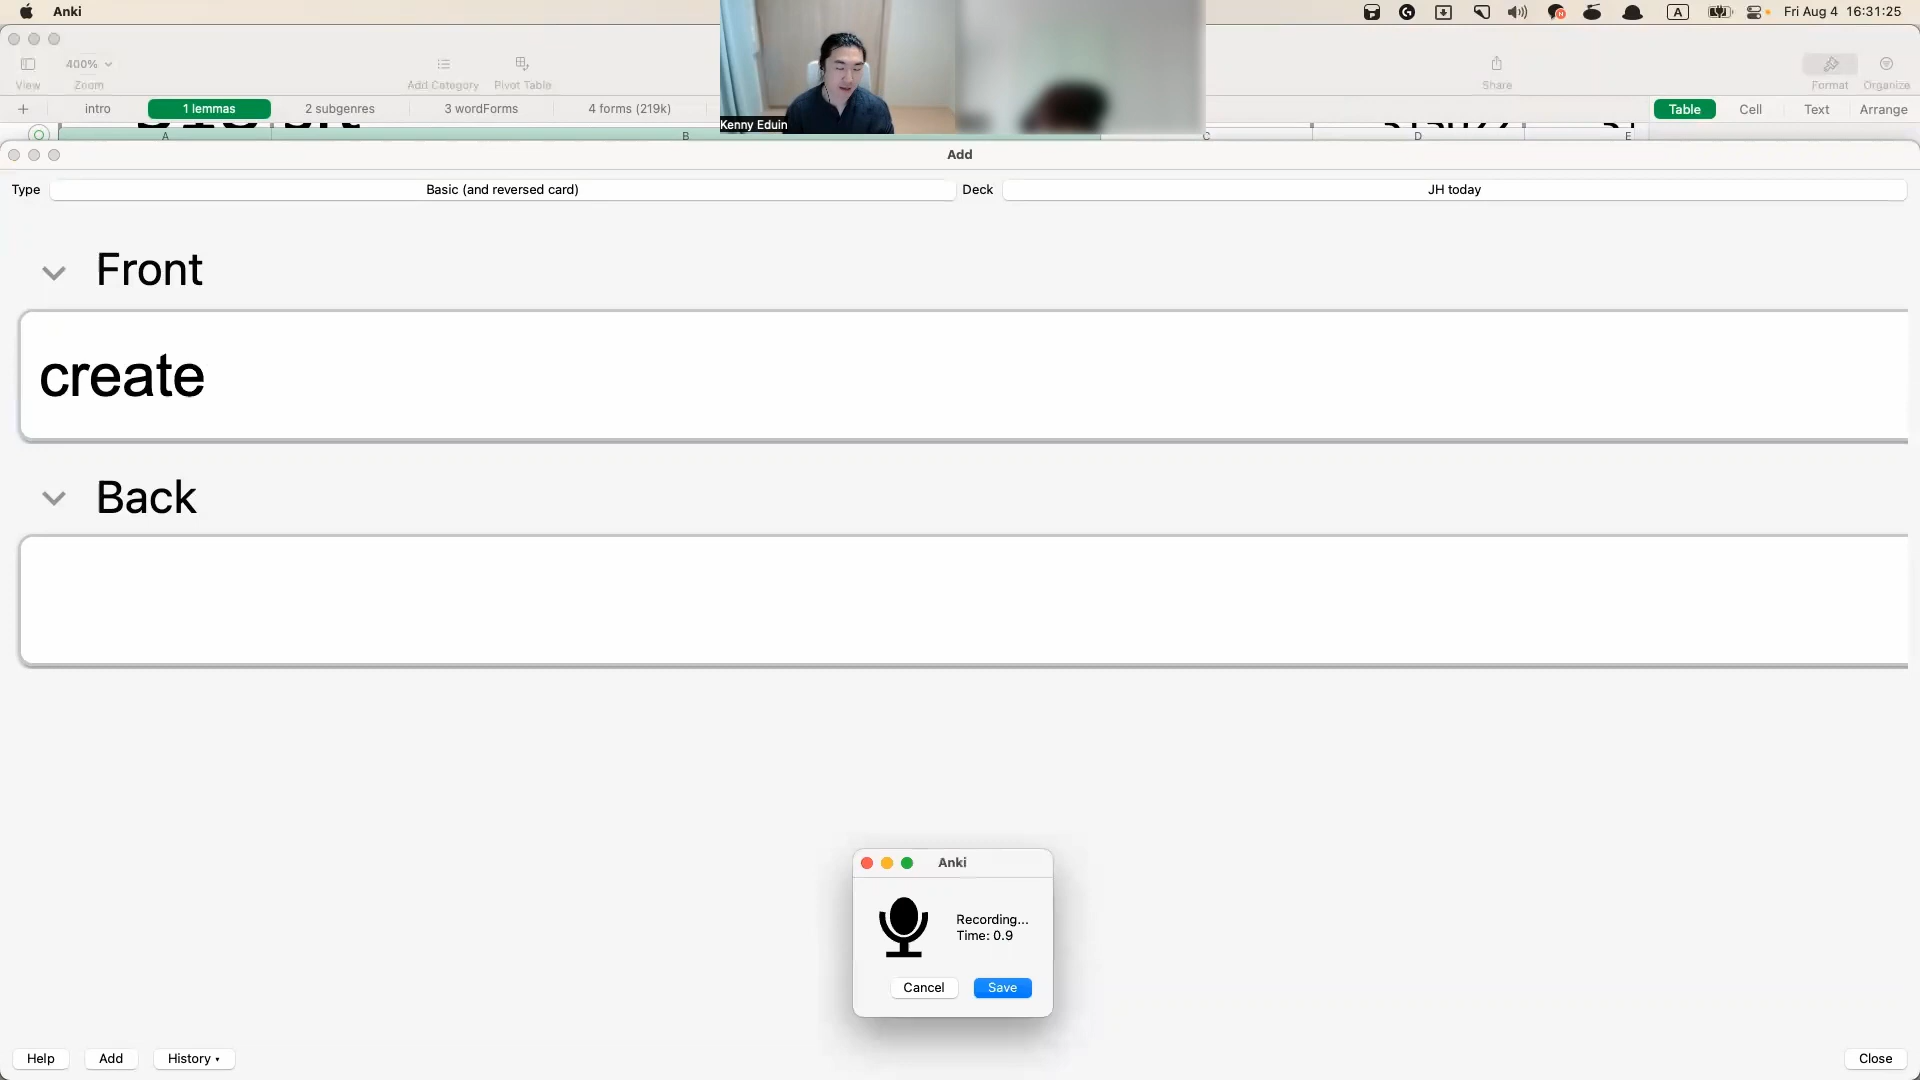 Anki
Fri Aug 4 16:31:25
400%
View
Zoom
Add Category
Pivot Table
Share
Format
Organize
intro
1 lemmas
2 subgenres
3 wordForms
4 forms (219k)
Kenny Eduin
Table
Cell
Text
Arrange
A
B
C
D
E
Add
Type
Basic (and reversed card)
Deck
JH today
Front
create
Back
Anki
Recording...
Time: 0.9
Cancel
Save
Help
Add
History
Close